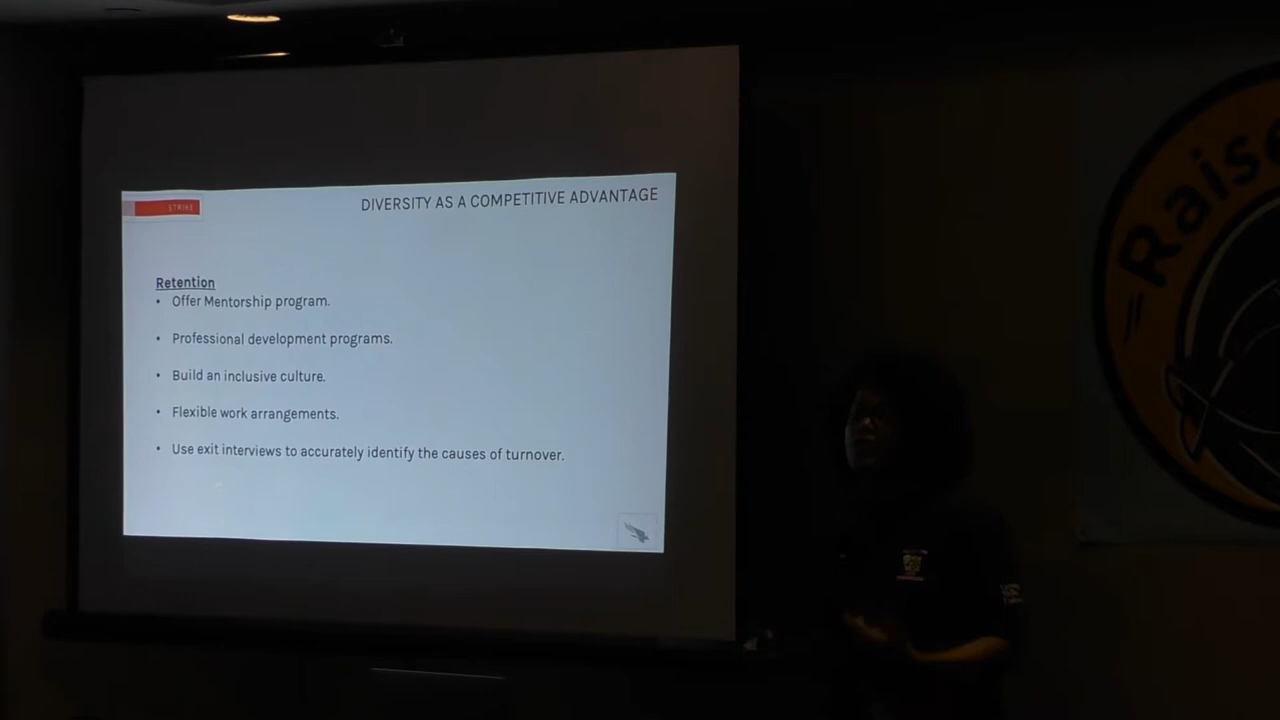 STRIKE
DIVERSITY AS A COMPETITIVE ADVANTAGE
Retention
• Offer Mentorship program.
• Professional development programs.
• Build an inclusive culture.
• Flexible work arrangements.
• Use exit interviews to accurately identify the causes of turnover.
Raise